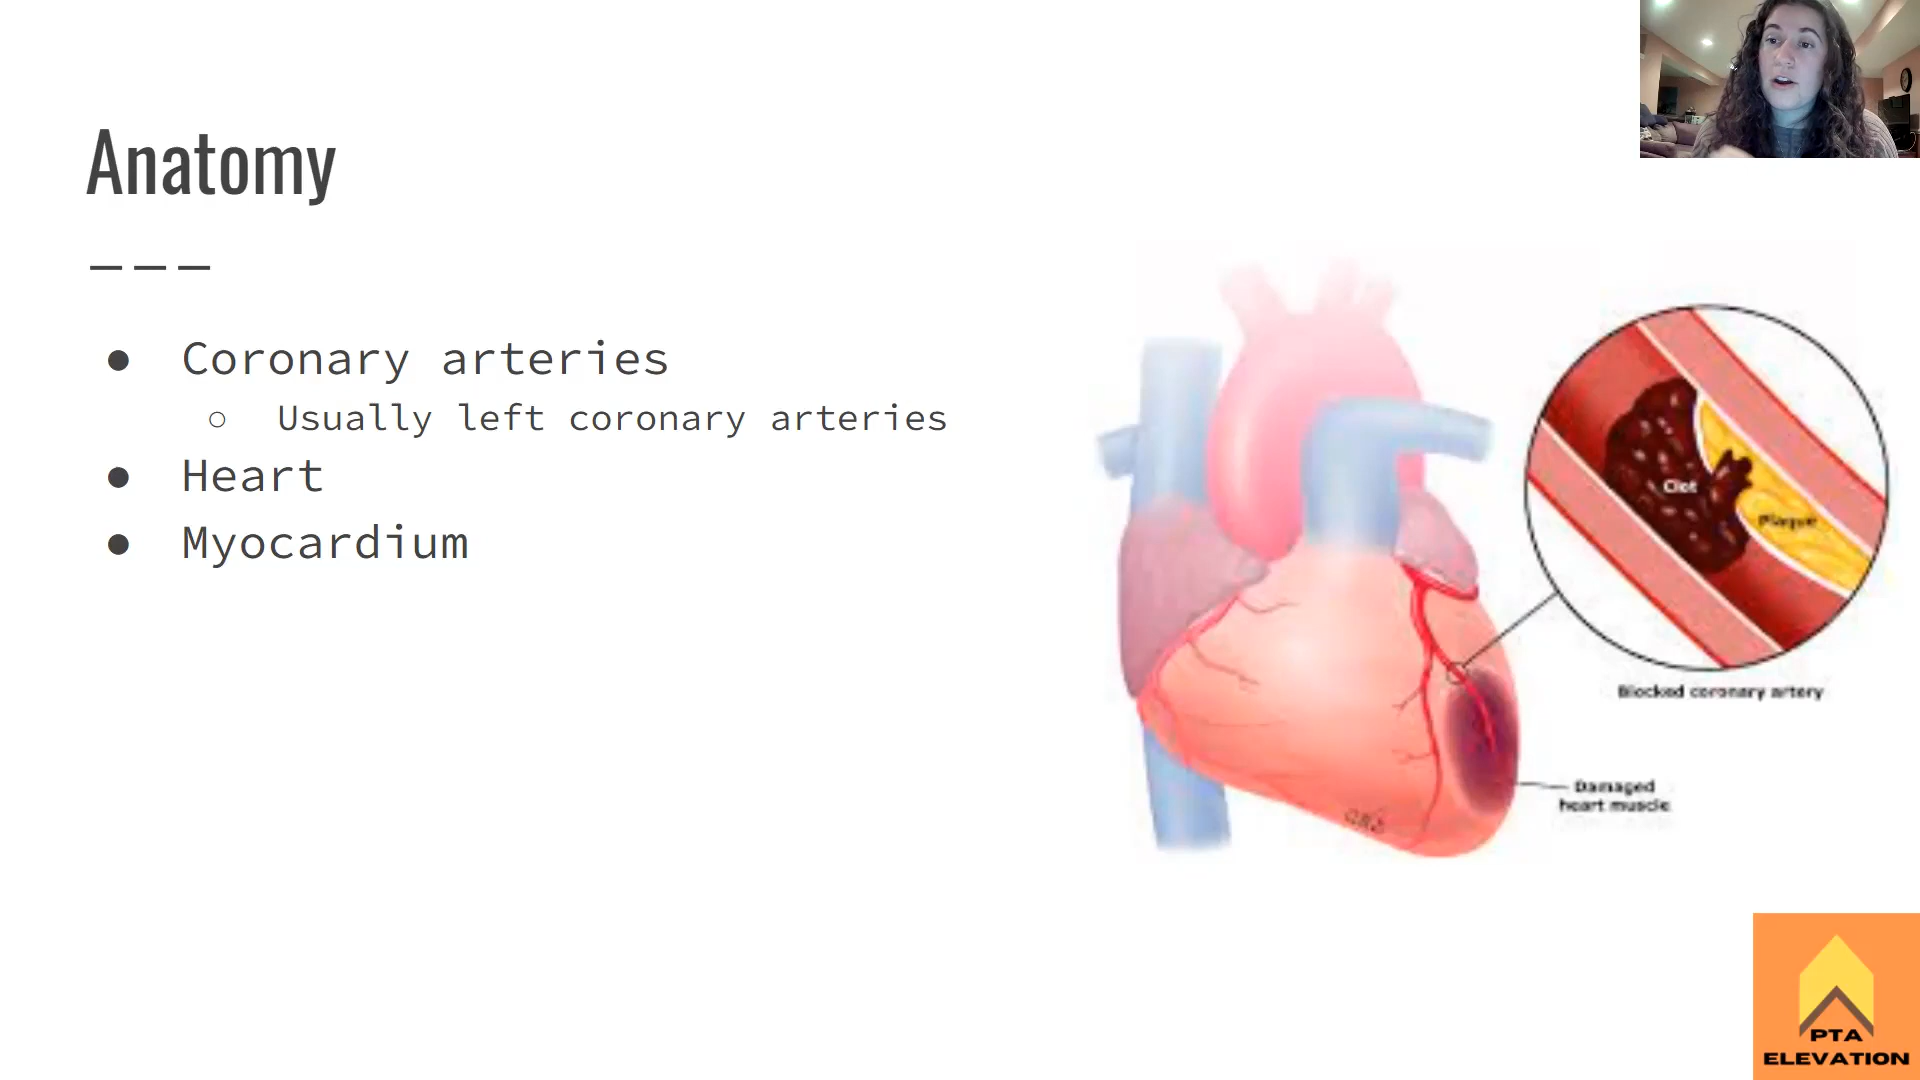 Anatomy
Coronary arteries
Usually left coronary arteries
Heart
Myocardium
Clot
Plaque
Blocked coronary artery
Damaged
heart muscle
PTA
ELEVATION